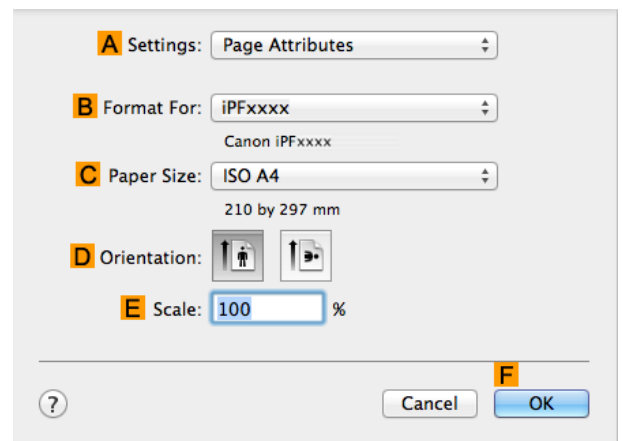 A Settings: Page Attributes
B Format For: iPFxxxx
Canon iPFxxxx
C Paper Size: ISO A4
210 by 297 mm
D Orientation:
E Scale: 100 %
F
? Cancel OK